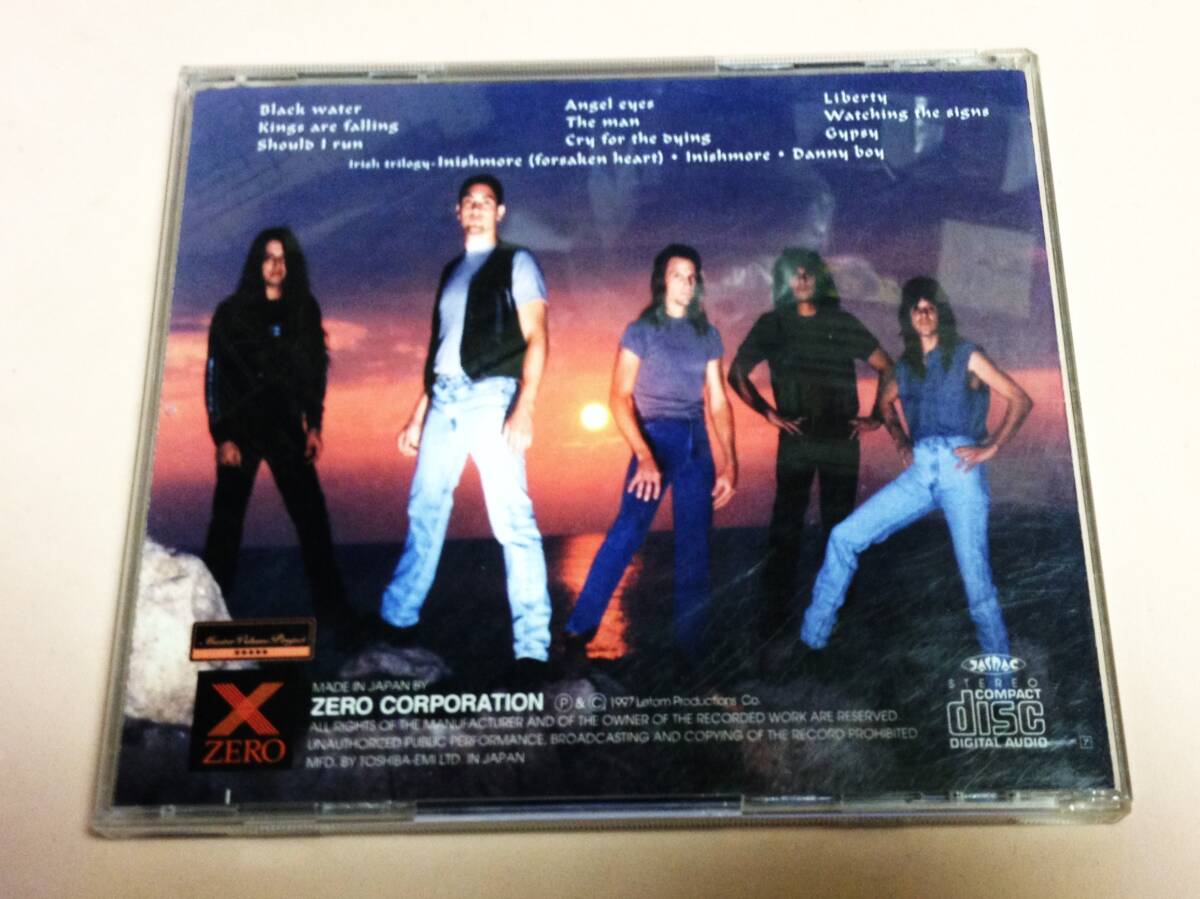 Black water
Kings are falling
Should I run
Angel eyes
The man
Cry for the dying
Liberty
Watching the signs
Gypsy
Irish trilogy-Inishmore (forsaken heart) • Inishmore • Danny boy
X
ZERO
MADE IN JAPAN BY
ZERO CORPORATION Ⓟ & Ⓒ 1997 Letom Productions Co.
ALL RIGHTS OF THE MANUFACTURER AND OF THE OWNER OF THE RECORDED WORK ARE RESERVED.
UNAUTHORIZED PUBLIC PERFORMANCE, BROADCASTING AND COPYING OF THE RECORD PROHIBITED
MFD. BY TOSHIBA-EMI LTD. IN JAPAN
JASRAC
STEREO
COMPACT
disc
DIGITAL AUDIO